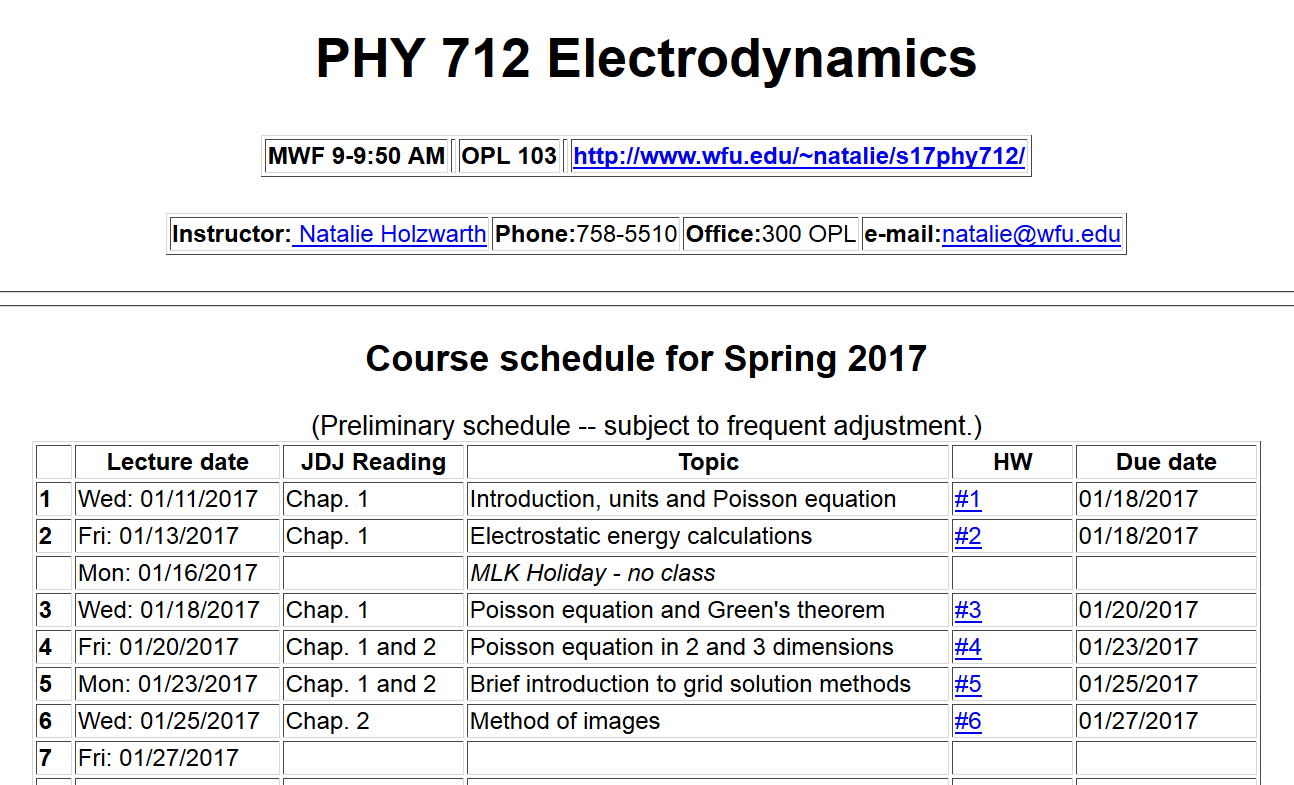 PHY 712 Electrodynamics
MWF 9-9:50 AM OPL 103 http://www.wfu.edu/~natalie/s17phy712/
Instructor: Natalie Holzwarth Phone:758-5510 Office:300 OPL e-mail:natalie@wfu.edu
Course schedule for Spring 2017
(Preliminary schedule -- subject to frequent adjustment.)
Lecture date JDJ Reading Topic HW Due date
1 Wed: 01/11/2017 Chap. 1 Introduction, units and Poisson equation #1 01/18/2017
2 Fri: 01/13/2017 Chap. 1 Electrostatic energy calculations #2 01/18/2017
Mon: 01/16/2017 MLK Holiday - no class
3 Wed: 01/18/2017 Chap. 1 Poisson equation and Green's theorem #3 01/20/2017
4 Fri: 01/20/2017 Chap. 1 and 2 Poisson equation in 2 and 3 dimensions #4 01/23/2017
5 Mon: 01/23/2017 Chap. 1 and 2 Brief introduction to grid solution methods #5 01/25/2017
6 Wed: 01/25/2017 Chap. 2 Method of images #6 01/27/2017
7 Fri: 01/27/2017